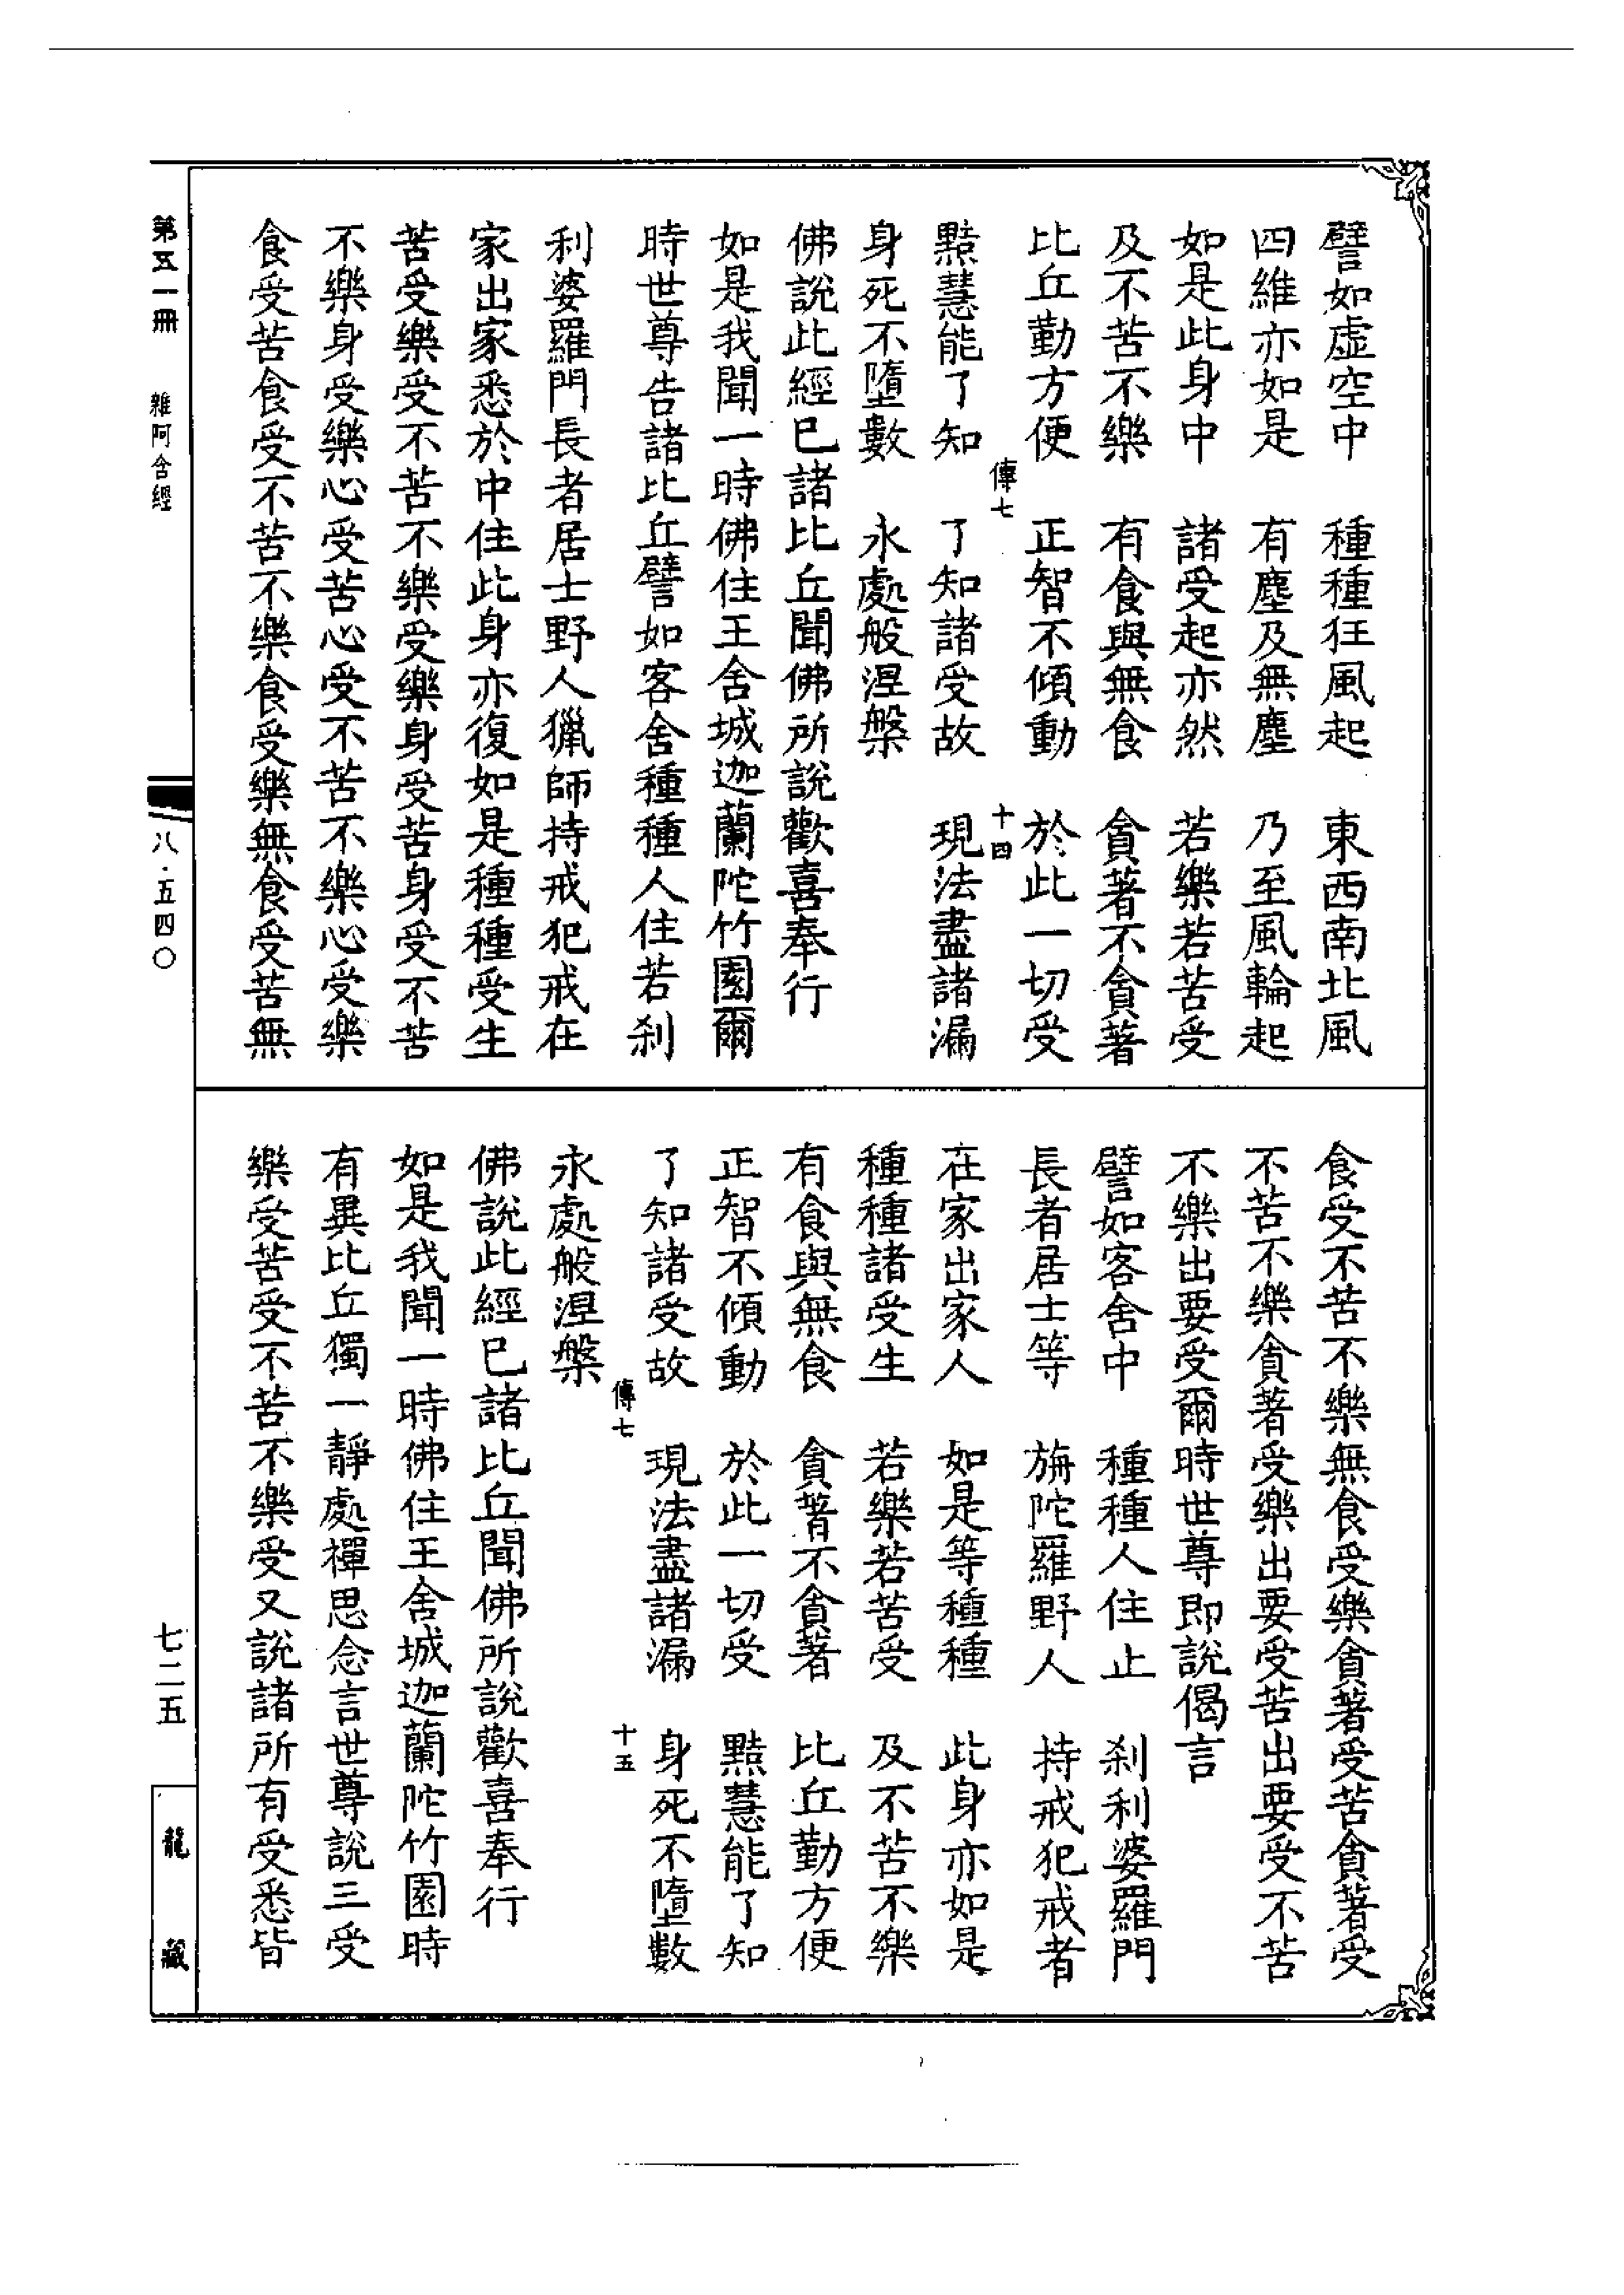 譬如虛空中　種種狂風起　東西南北風
四維亦如是　有塵及無塵　乃至風輪起
如是此身中　諸受起亦然　若樂若苦受
及不苦不樂　有食與無食　貪著不貪著
比丘勤方便　正智不傾動　於此一切受
傳七　十四
黠慧能了知　了知諸受故　現法盡諸漏
身死不墮數　永處般涅槃
佛說此經已諸比丘聞佛所說歡喜奉行
如是我聞一時佛住王舍城迦蘭陀竹園爾
時世尊告諸比丘譬如客舍種種人住若刹
利婆羅門長者居士野人獵師持戒犯戒在
家出家悉於中住此身亦復如是種種受生
苦受樂受不苦不樂受樂身受苦身受不苦
不樂身受樂心受苦心受不苦不樂心受樂
食受苦食受不苦不樂食受樂無食受苦無
食受不苦不樂無食受樂貪著受苦貪著受
不苦不樂貪著受樂出要受苦出要受不苦
不樂出要受爾時世尊即說偈言
譬如客舍中　種種人住止　刹利婆羅門
長者居士等　旃陀羅野人　持戒犯戒者
在家出家人　如是等種種　此身亦如是
種種諸受生　若樂若苦受　及不苦不樂
有食與無食　貪著不貪著　比丘勤方便
正智不傾動　於此一切受　黠慧能了知
了知諸受故　現法盡諸漏　身死不墮數
傳七　十五
永處般涅槃
佛說此經已諸比丘聞佛所說歡喜奉行
如是我聞一時佛住王舍城迦蘭陀竹園時
有異比丘獨一靜處禪思念言世尊說三受
樂受苦受不苦不樂受又說諸所有受悉皆
第五一冊　雜阿含經
八·五四〇
七二五
龍藏